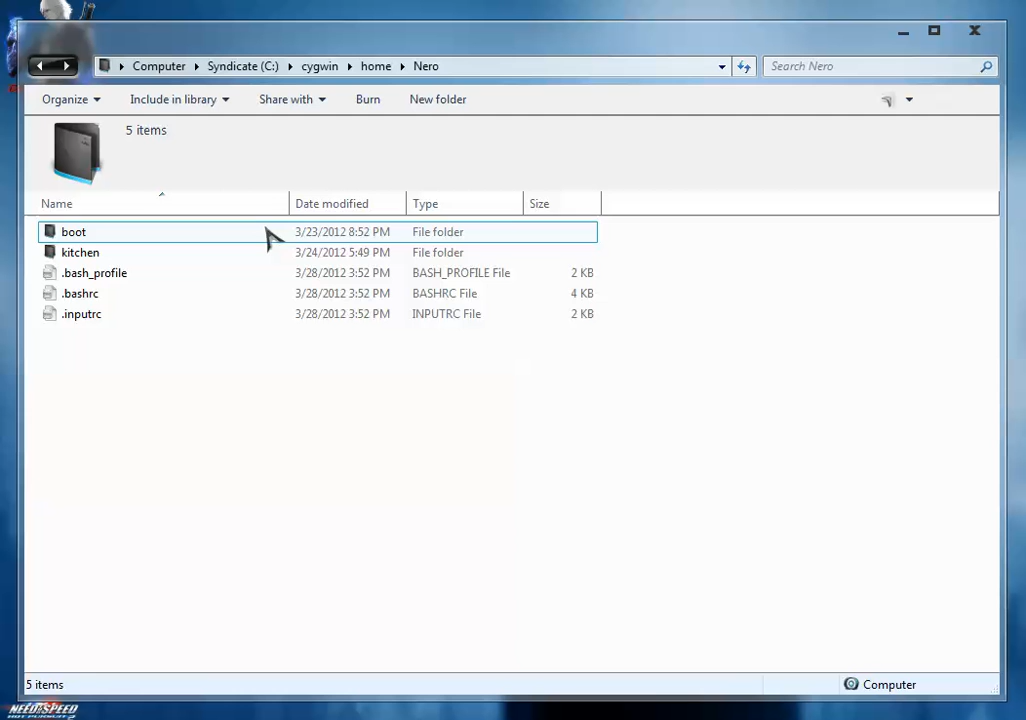 Computer Syndicate (C:) cygwin home Nero Search Nero
Organize Include in library Share with Burn New folder
5 items
Name Date modified Type Size
boot 3/23/2012 8:52 PM File folder
kitchen 3/24/2012 5:49 PM File folder
.bash_profile 3/28/2012 3:52 PM BASH_PROFILE File 2 KB
.bashrc 3/28/2012 3:52 PM BASHRC File 4 KB
.inputrc 3/28/2012 3:52 PM INPUTRC File 2 KB
5 items Computer
NEED FOR SPEED
HOT PURSUIT